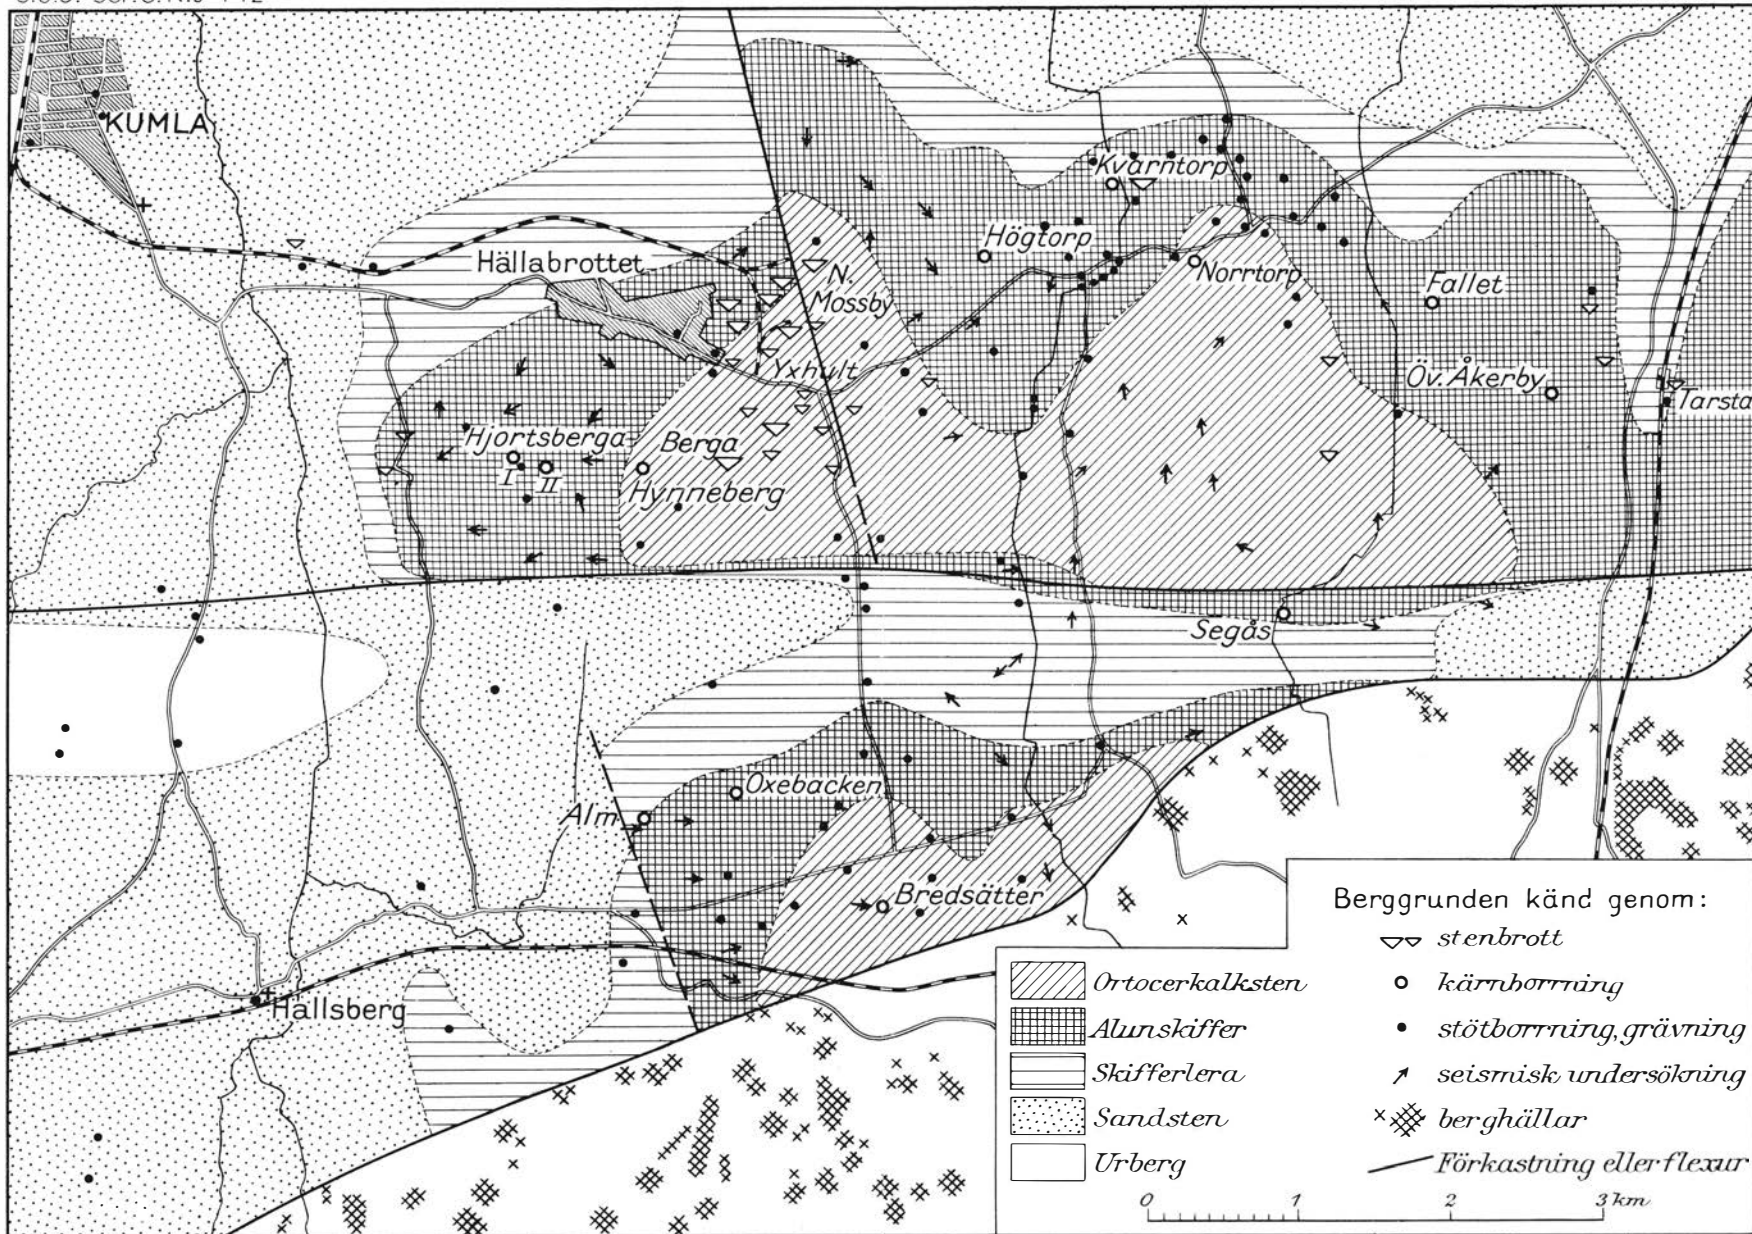 KUMLA
Kvarntorp
Hällabrottet
Högtorp
N.
Mossby
Norrtorp
Fallet
Yxhult
Öv. Åkerby
Tarsta
Hjortsberga
I
II
Berga
Hynneberg
Segås
Oxebacken
Alm
Bredsätter
Hallsberg
Berggrunden känd genom:
stenbrott
kärnborrning
stötborrning, grävning
seismisk undersökning
berghällar
Förkastning eller flexur
Ortocerkalksten
Alunskiffer
Skifferlera
Sandsten
Urberg
0 1 2 3 km